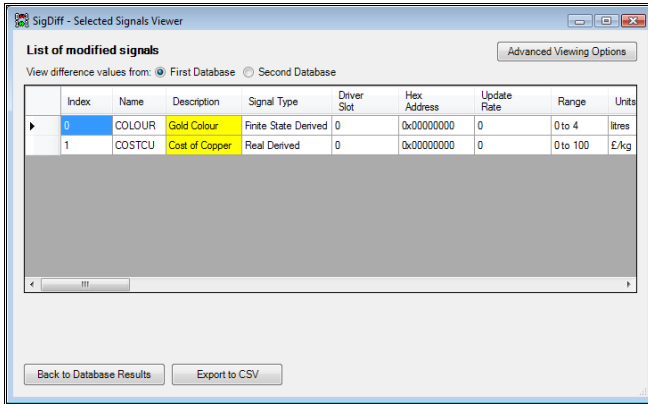 SigDiff - Selected Signals Viewer
List of modified signals
Advanced Viewing Options
View difference values from: First Database Second Database
Index Name Description Signal Type Driver Slot Hex Address Update Rate Range Units
0 COLOUR Gold Colour Finite State Derived 0 0x00000000 0 0 to 4 litres
1 COSTCU Cost of Copper Real Derived 0 0x00000000 0 0 to 100 £/kg
Back to Database Results Export to CSV